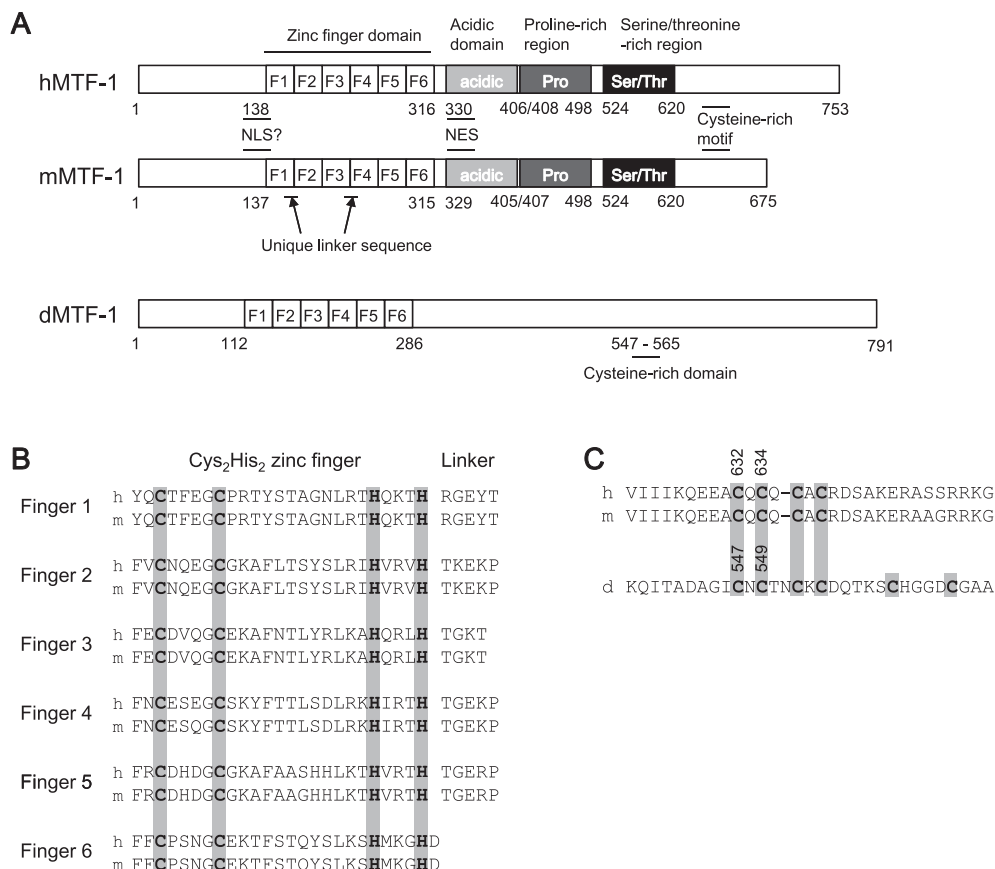 A
Zinc finger domain
Acidic domain
Proline-rich region
Serine/threonine -rich region
hMTF-1
F1 F2 F3 F4 F5 F6 acidic Pro Ser/Thr
1 138 316 330 406/408 498 524 620 753
NLS? NES Cysteine-rich motif
mMTF-1
F1 F2 F3 F4 F5 F6 acidic Pro Ser/Thr
1 137 315 329 405/407 498 524 620 675
Unique linker sequence
dMTF-1
F1 F2 F3 F4 F5 F6
1 112 286 547 - 565 791
Cysteine-rich domain
B
Cys2His2 zinc finger Linker
Finger 1
h YQCTFEGCPRTYSTAGNLRTHQKTH RGEYT
m YQCTFEGCPRTYSTAGNLRTHQKTH RGEYT
Finger 2
h FVCNQEGCGKAFLTSYSLRIHVRVH TKEKP
m FVCNQEGCGKAFLTSYSLRIHVRVH TKEKP
Finger 3
h FECDVQGCEKAFNTLYRLKAHQRLH TGKT
m FECDVQGCEKAFNTLYRLKAHQRLH TGKT
Finger 4
h FNCESEGCSKYFTTLSDLRKHIRTH TGEKP
m FNCESQGCSKYFTTLSDLRKHIRTH TGEKP
Finger 5
h FRCDHDGCGKAFAASHHLKTHVRTH TGERP
m FRCDHDGCGKAFAAGHHLKTHVRTH TGERP
Finger 6
h FFCPSNGCEKTFSTQYSLKSHMKGHD
m FFCPSNGCEKTFSTQYSLKSHMKGHD
C
632 634
h VIIIKQEEACQCQ-CACRDSAKERASSRRKG
m VIIIKQEEACQCQ-CACRDSAKERAAGRRKG
547 549
d KQITADAGICNCTNCKCDQTKSCHGGDCGAA